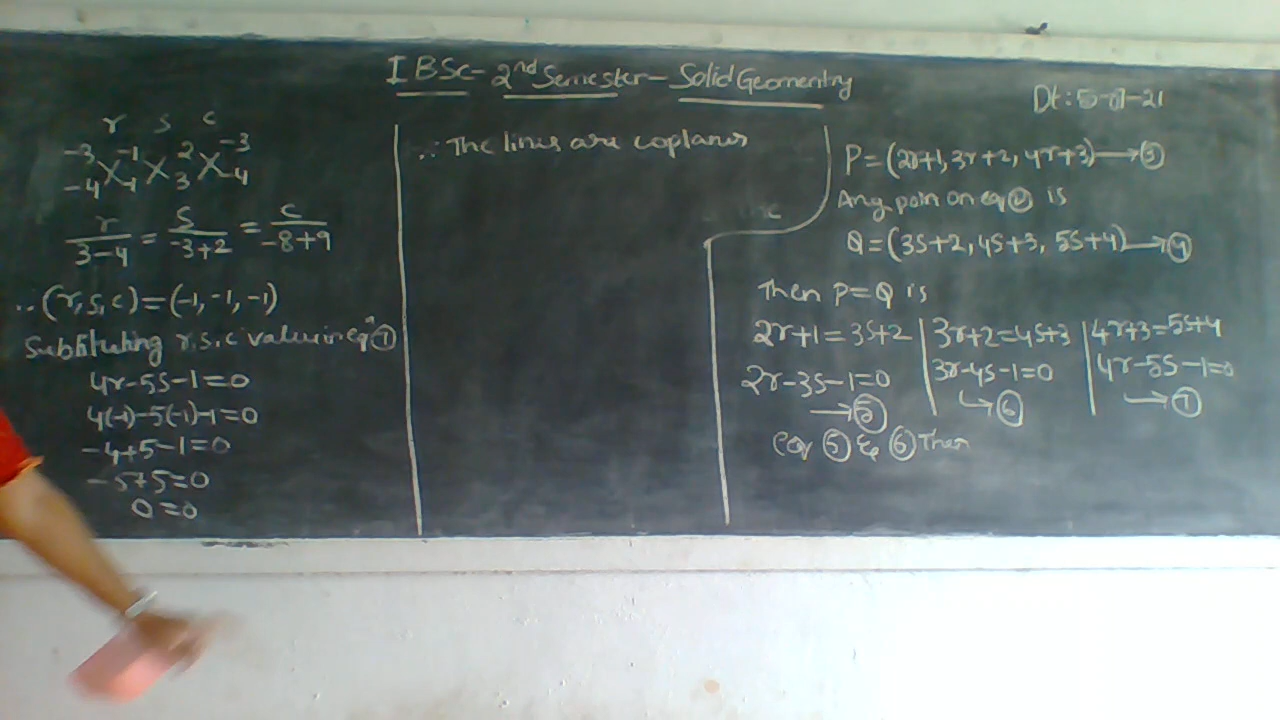 I BSc - 2nd Semester - Solid Geomentry
Dt: 5-07-21
r s c
-3 -1 2 -3
-4 -1 3 -4
r/3-4 = s/-3+2 = c/-8+9
∴ (r,s,c) = (-1, -1, -1)
Substituting r,s,c values in eqn ⑦
4r-5s-1=0
4(-1)-5(-1)-1=0
-4+5-1=0
-5+5=0
0=0
∴ The lines are coplanar
P=(2r+1, 3r+2, 4r+3) → ③
Any poin on eq ② is
Q=(3s+2, 4s+3, 5s+4) → ④
Then P=Q is
2r+1=3s+2 | 3r+2=4s+3 | 4r+3=5s+4
2r-3s-1=0 | 3r-4s-1=0 | 4r-5s-1=0
→ ⑤ | ↳ ⑥ | ↳ ⑦
eqn ⑤ & ⑥ Then